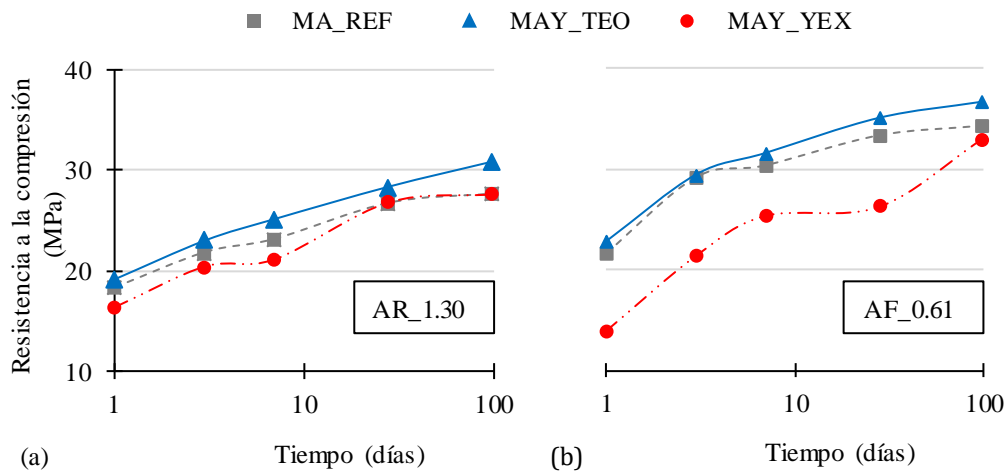 MA_REF MAY_TEO MAY_YEX
Resistencia a la compresión
(MPa)
40
30
20
10
AR_1.30
1 10 100
(a) Tiempo (días)
AF_0.61
1 10 100
(b) Tiempo (días)